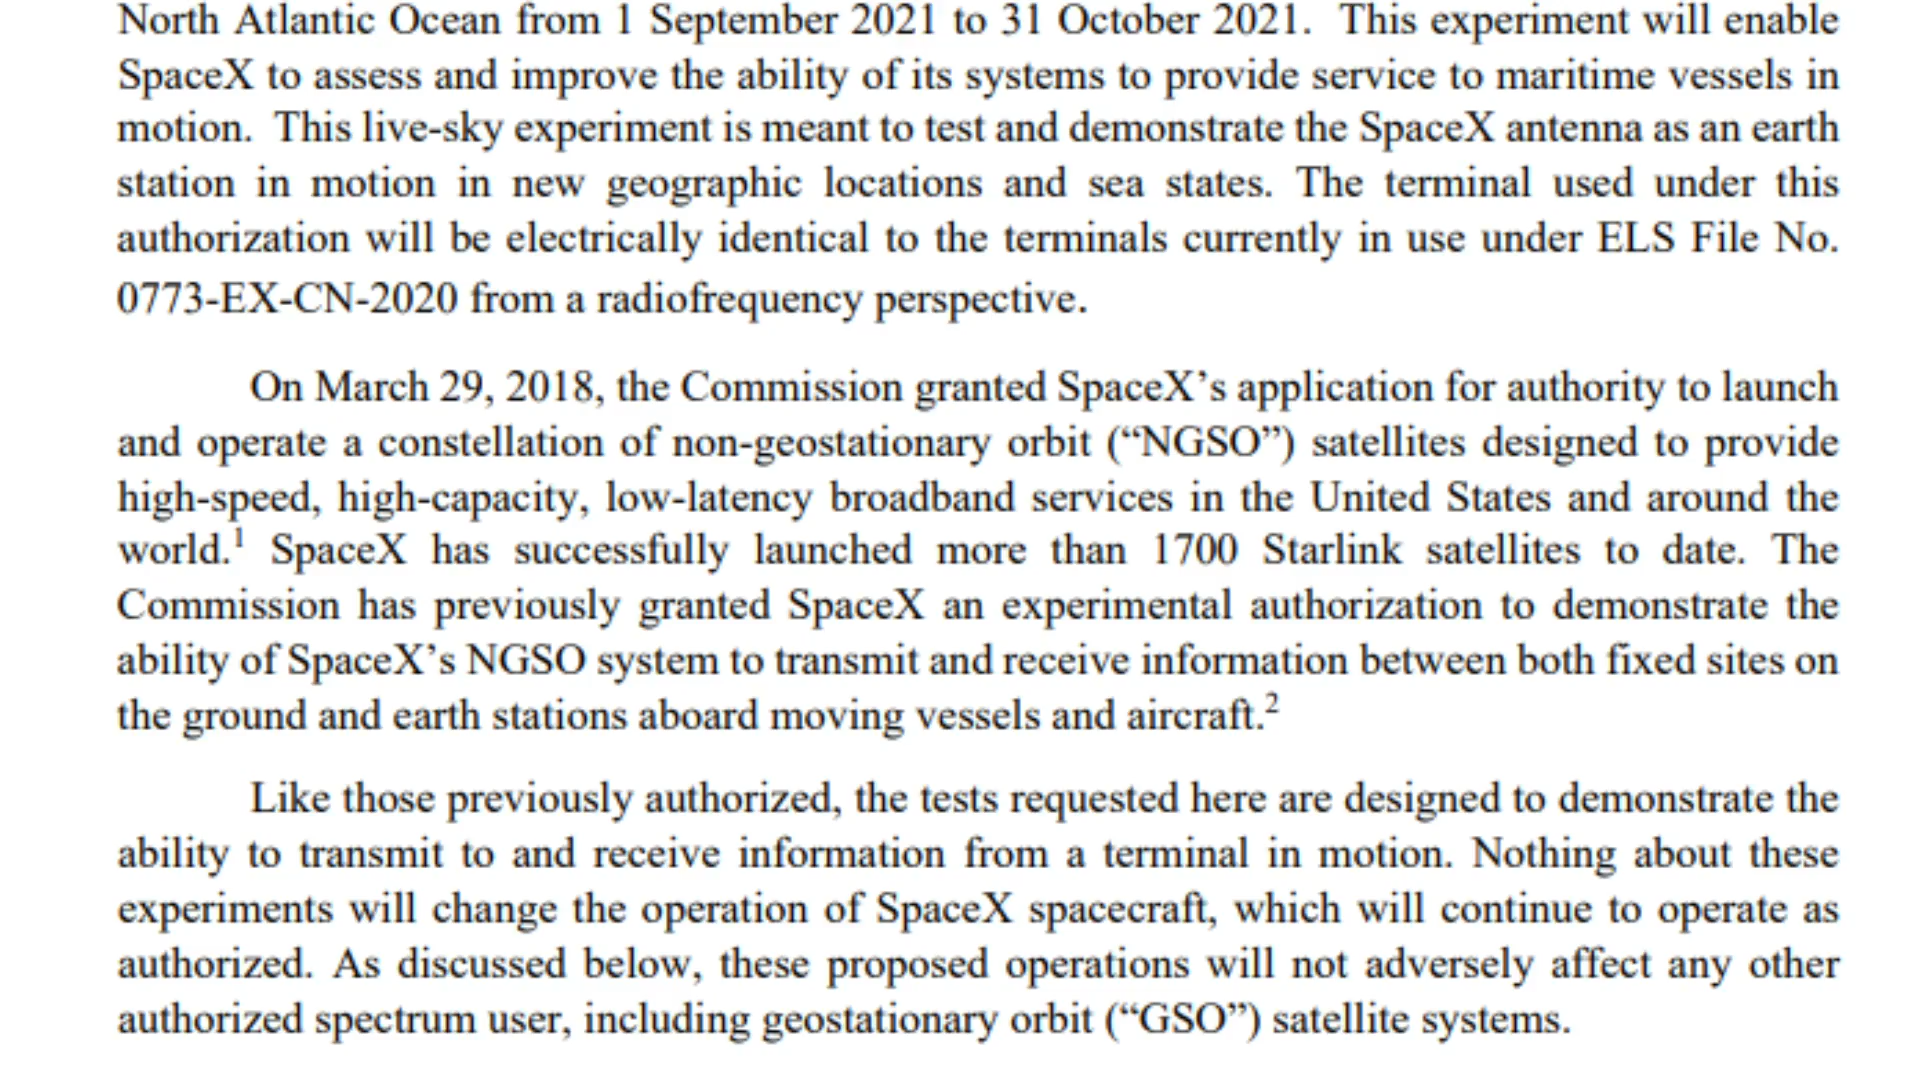 North Atlantic Ocean from 1 September 2021 to 31 October 2021.  This experiment will enable
SpaceX to assess and improve the ability of its systems to provide service to maritime vessels in
motion.  This live-sky experiment is meant to test and demonstrate the SpaceX antenna as an earth
station in motion in new geographic locations and sea states. The terminal used under this
authorization will be electrically identical to the terminals currently in use under ELS File No.
0773-EX-CN-2020 from a radiofrequency perspective.
On March 29, 2018, the Commission granted SpaceX’s application for authority to launch
and operate a constellation of non-geostationary orbit (“NGSO”) satellites designed to provide
high-speed, high-capacity, low-latency broadband services in the United States and around the
world.1 SpaceX has successfully launched more than 1700 Starlink satellites to date. The
Commission has previously granted SpaceX an experimental authorization to demonstrate the
ability of SpaceX’s NGSO system to transmit and receive information between both fixed sites on
the ground and earth stations aboard moving vessels and aircraft.2
Like those previously authorized, the tests requested here are designed to demonstrate the
ability to transmit to and receive information from a terminal in motion. Nothing about these
experiments will change the operation of SpaceX spacecraft, which will continue to operate as
authorized. As discussed below, these proposed operations will not adversely affect any other
authorized spectrum user, including geostationary orbit (“GSO”) satellite systems.